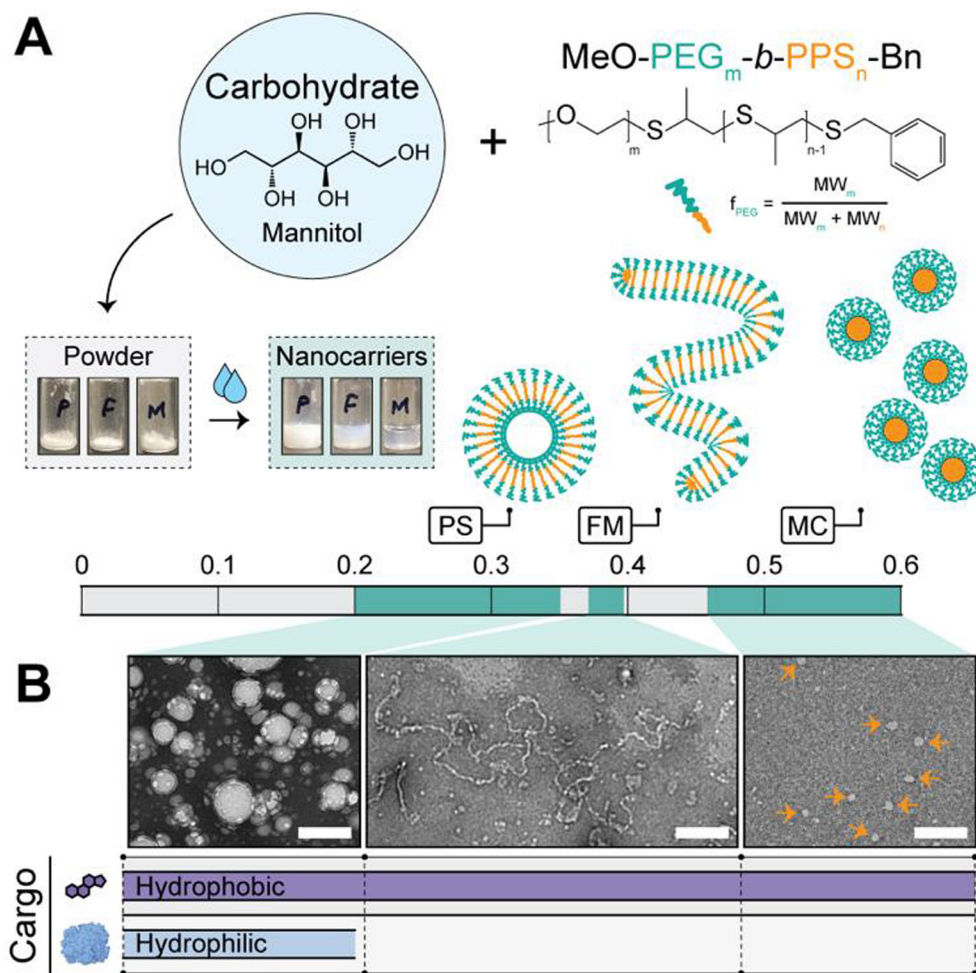 A
Carbohydrate
OH
OH
HO
OH
OH
OH
Mannitol
+
MeO-PEGm-b-PPSn-Bn
O
m
S
S
n-1
S
fPEG = MWm / MWm + MWn
Powder
P F M
Nanocarriers
P F M
PS
FM
MC
0 0.1 0.2 0.3 0.4 0.5 0.6
B
Cargo
Hydrophobic
Hydrophilic